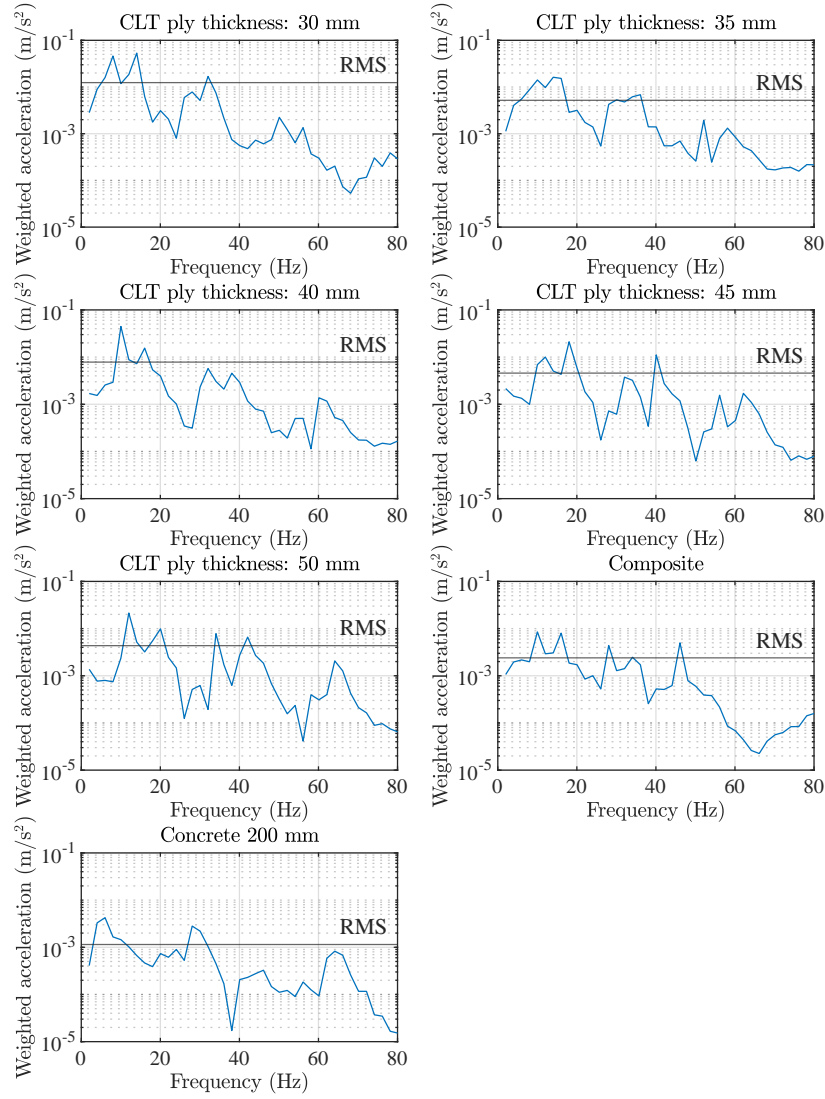 CLT ply thickness: 30 mm
Weighted acceleration (m/s²)
10⁻¹
10⁻³
10⁻⁵
RMS
0 20 40 60 80
Frequency (Hz)
CLT ply thickness: 35 mm
Weighted acceleration (m/s²)
10⁻¹
10⁻³
10⁻⁵
RMS
0 20 40 60 80
Frequency (Hz)
CLT ply thickness: 40 mm
Weighted acceleration (m/s²)
10⁻¹
10⁻³
10⁻⁵
RMS
0 20 40 60 80
Frequency (Hz)
CLT ply thickness: 45 mm
Weighted acceleration (m/s²)
10⁻¹
10⁻³
10⁻⁵
RMS
0 20 40 60 80
Frequency (Hz)
CLT ply thickness: 50 mm
Weighted acceleration (m/s²)
10⁻¹
10⁻³
10⁻⁵
RMS
0 20 40 60 80
Frequency (Hz)
Composite
Weighted acceleration (m/s²)
10⁻¹
10⁻³
10⁻⁵
RMS
0 20 40 60 80
Frequency (Hz)
Concrete 200 mm
Weighted acceleration (m/s²)
10⁻¹
10⁻³
10⁻⁵
RMS
0 20 40 60 80
Frequency (Hz)